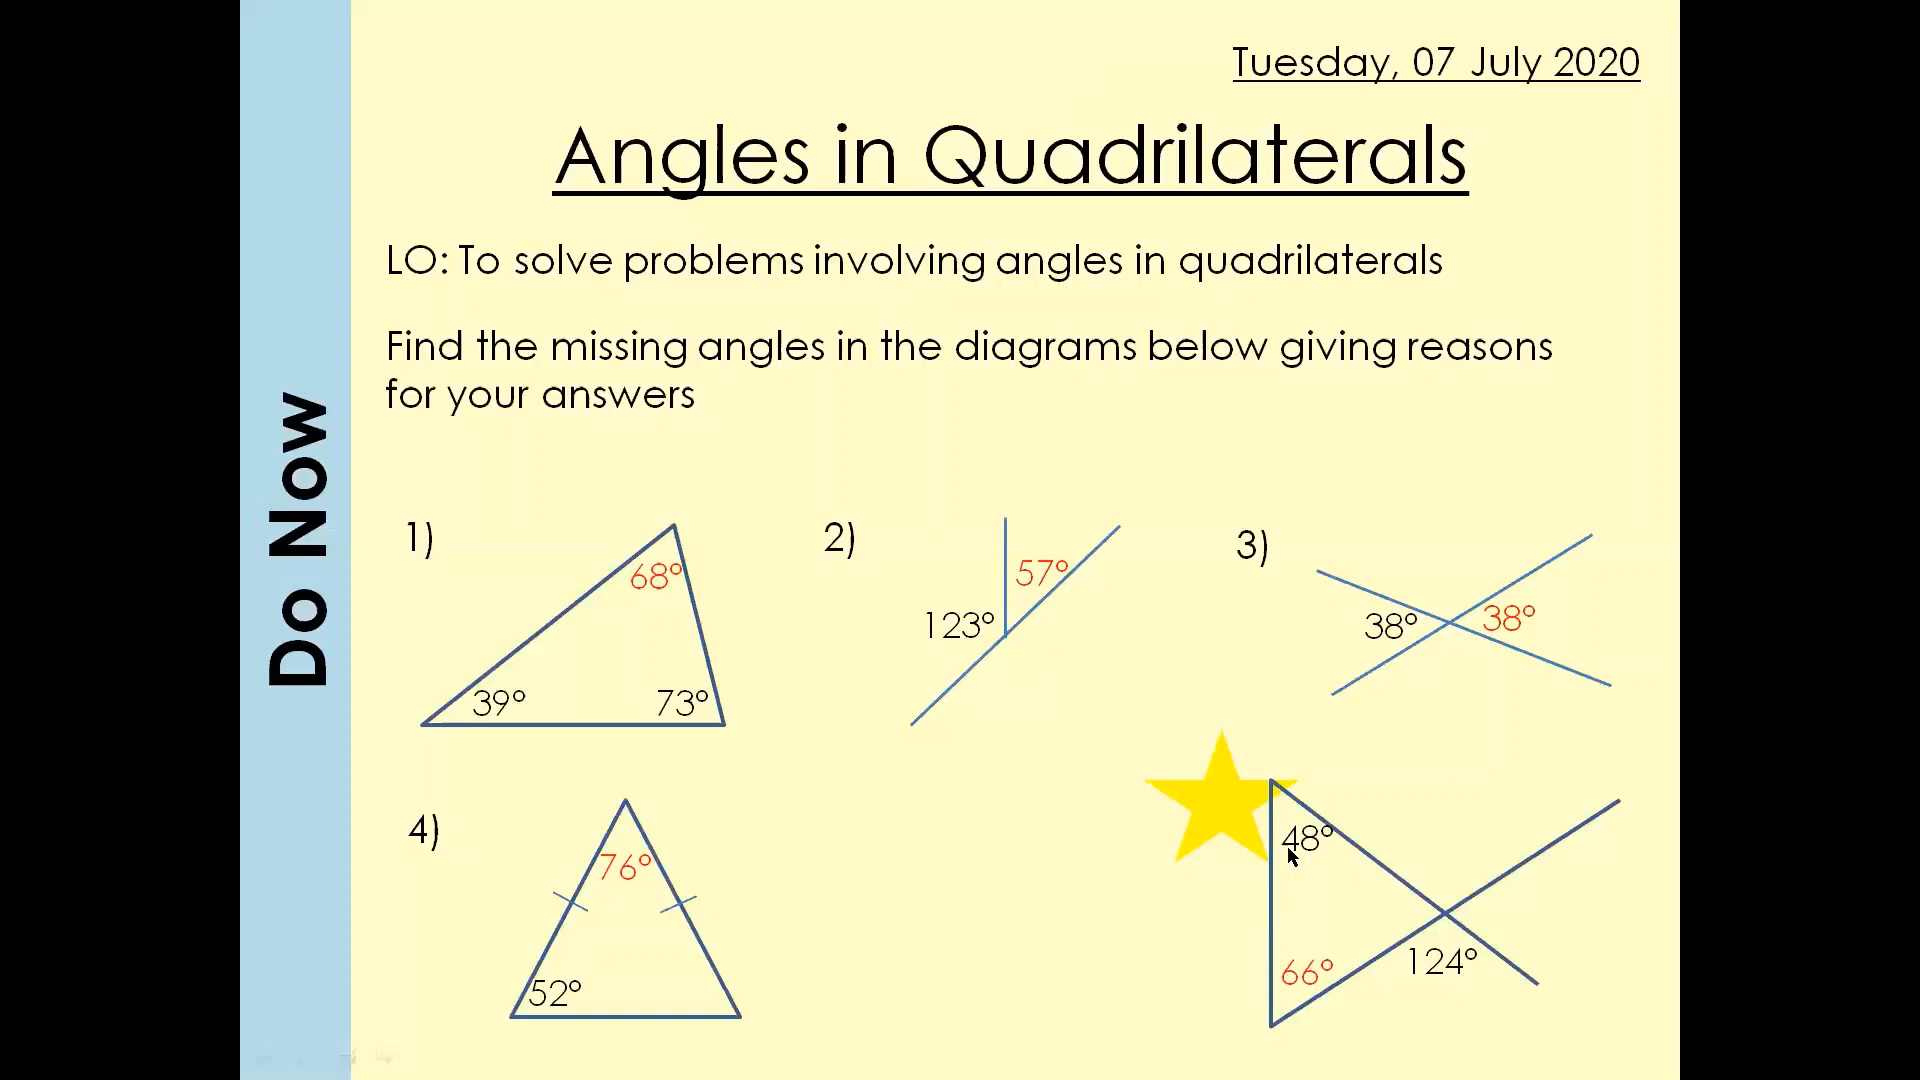 Tuesday, 07 July 2020
Angles in Quadrilaterals
LO: To solve problems involving angles in quadrilaterals
Find the missing angles in the diagrams below giving reasons
for your answers
Do Now
1)
68°
39°
73°
2)
57°
123°
3)
38°
38°
4)
76°
52°
48°
66°
124°